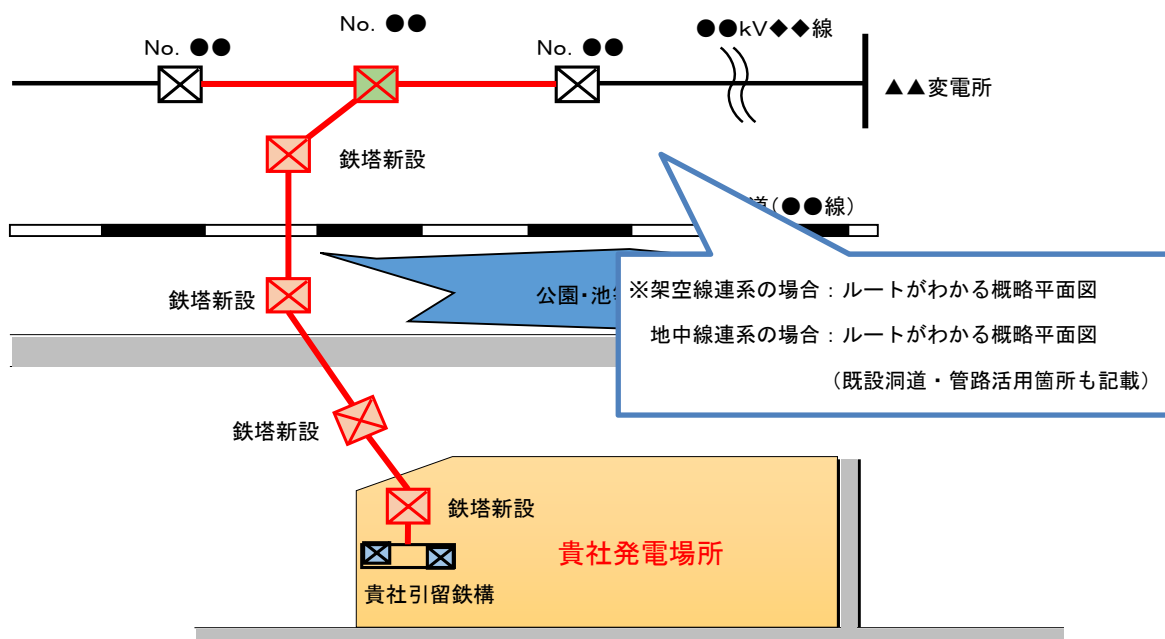 No. ●●
No. ●●
No. ●●
●●kV◆◆線
▲▲変電所
鉄塔新設
道(●●線)
鉄塔新設
公園・池
※架空線連系の場合：ルートがわかる概略平面図
地中線連系の場合：ルートがわかる概略平面図
（既設洞道・管路活用箇所も記載）
鉄塔新設
鉄塔新設
貴社発電場所
貴社引留鉄構